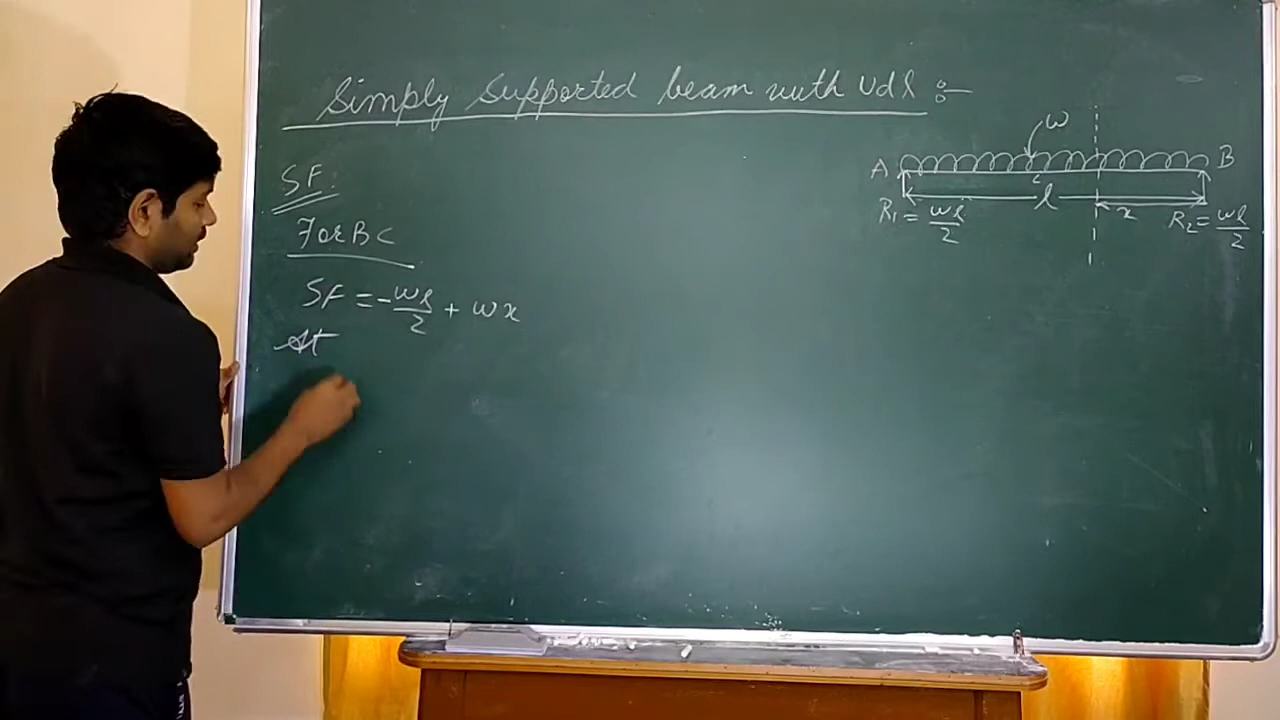 Simply Supported beam with Udl :-
SF:
For BC
SF = -wl/2 + wx
At
w
A B
c
l x
R₁ = wl/2 R₂ = wl/2